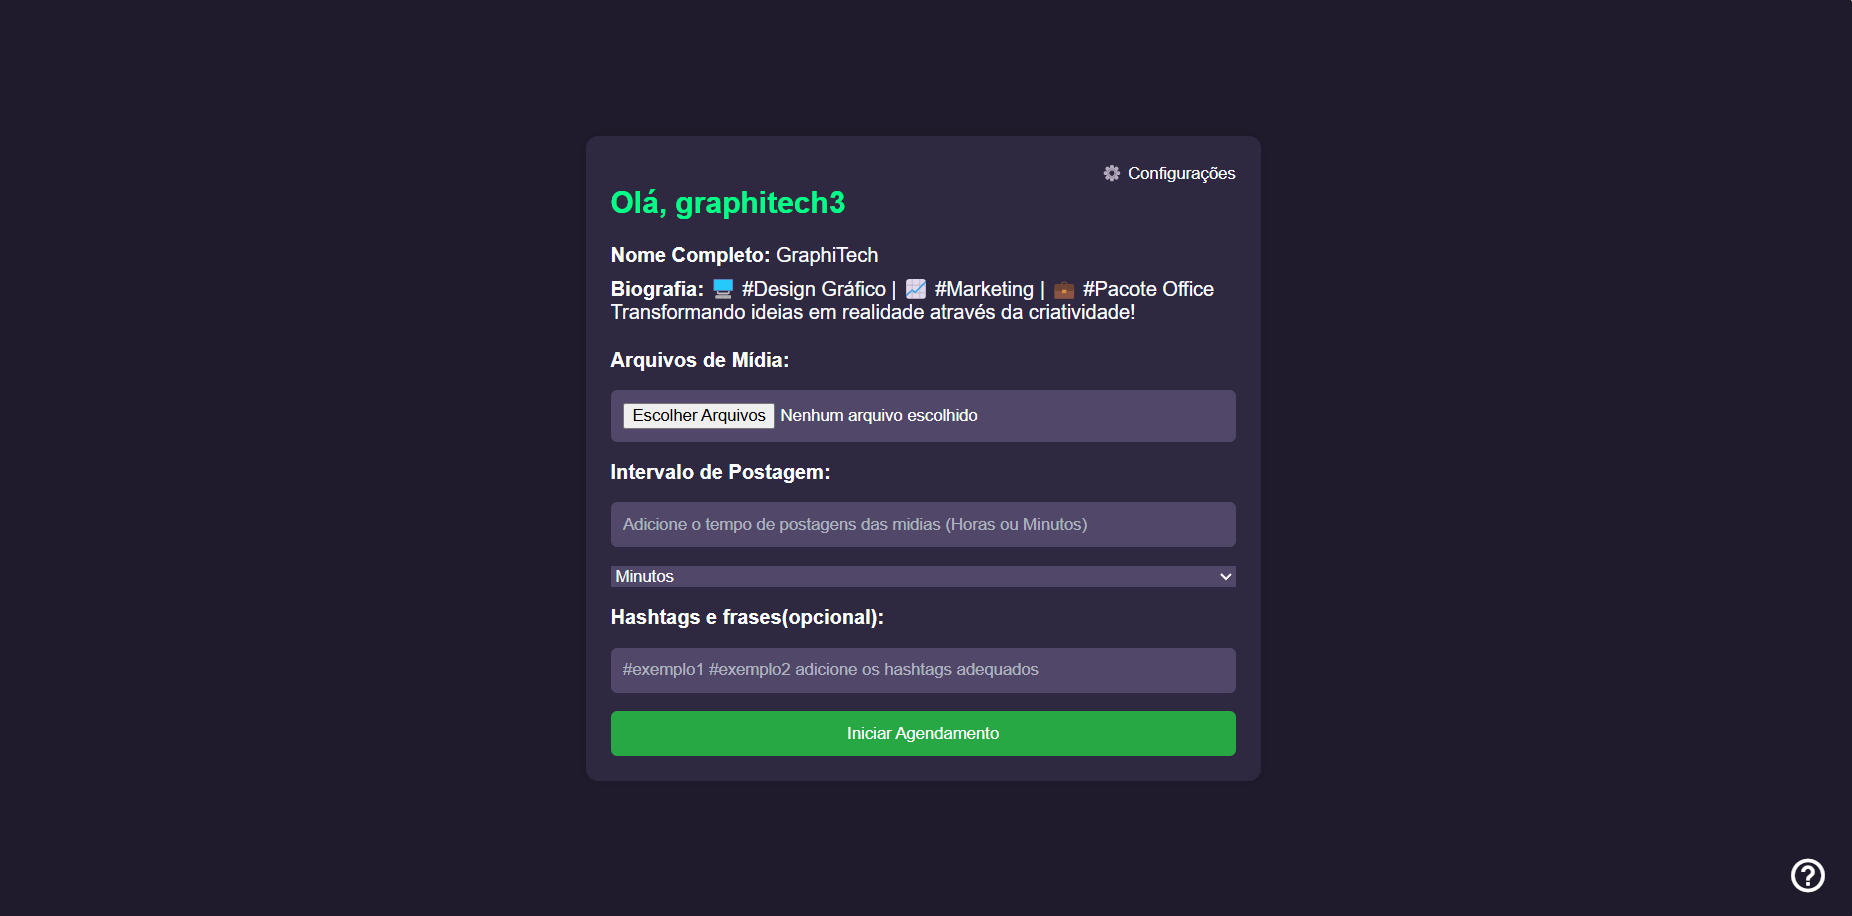 Configurações
Olá, graphitech3
Nome Completo: GraphiTech
Biografia: 🖥️ #Design Gráfico | 📈 #Marketing | 💼 #Pacote Office
Transformando ideias em realidade através da criatividade!
Arquivos de Mídia:
Escolher Arquivos Nenhum arquivo escolhido
Intervalo de Postagem:
Adicione o tempo de postagens das midias (Horas ou Minutos)
Minutos
Hashtags e frases(opcional):
#exemplo1 #exemplo2 adicione os hashtags adequados
Iniciar Agendamento
?